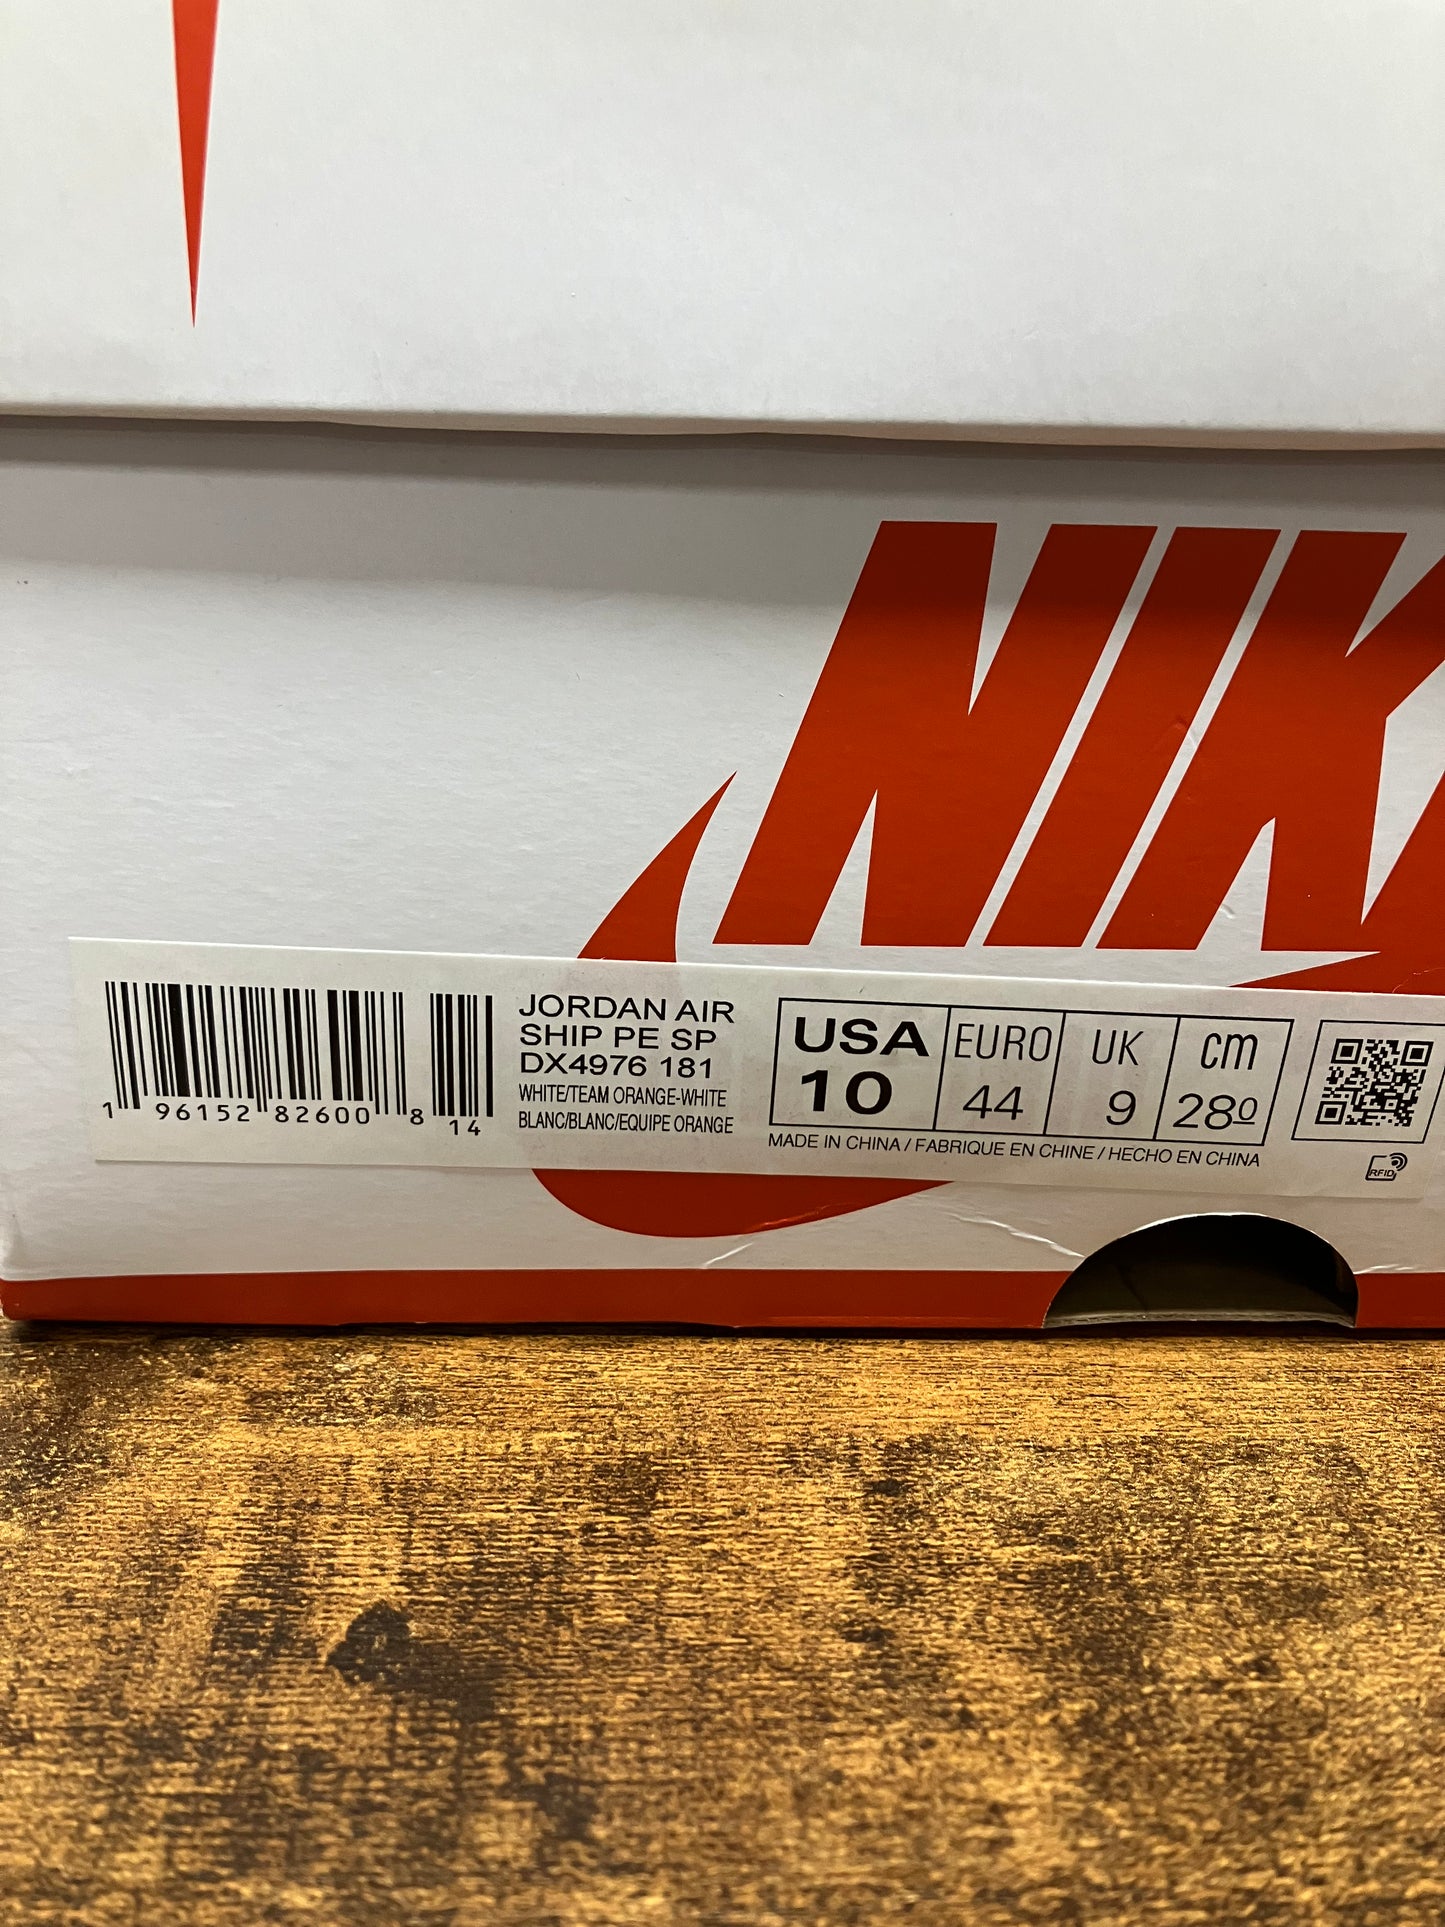 NIK
JORDAN AIR
SHIP PE SP
DX4976 181
WHITE/TEAM ORANGE-WHITE
BLANC/BLANC/EQUIPE ORANGE
1 96152 82600 8 14
USA EURO UK cm
10 44 9 280
MADE IN CHINA / FABRIQUE EN CHINE / HECHO EN CHINA
RFID